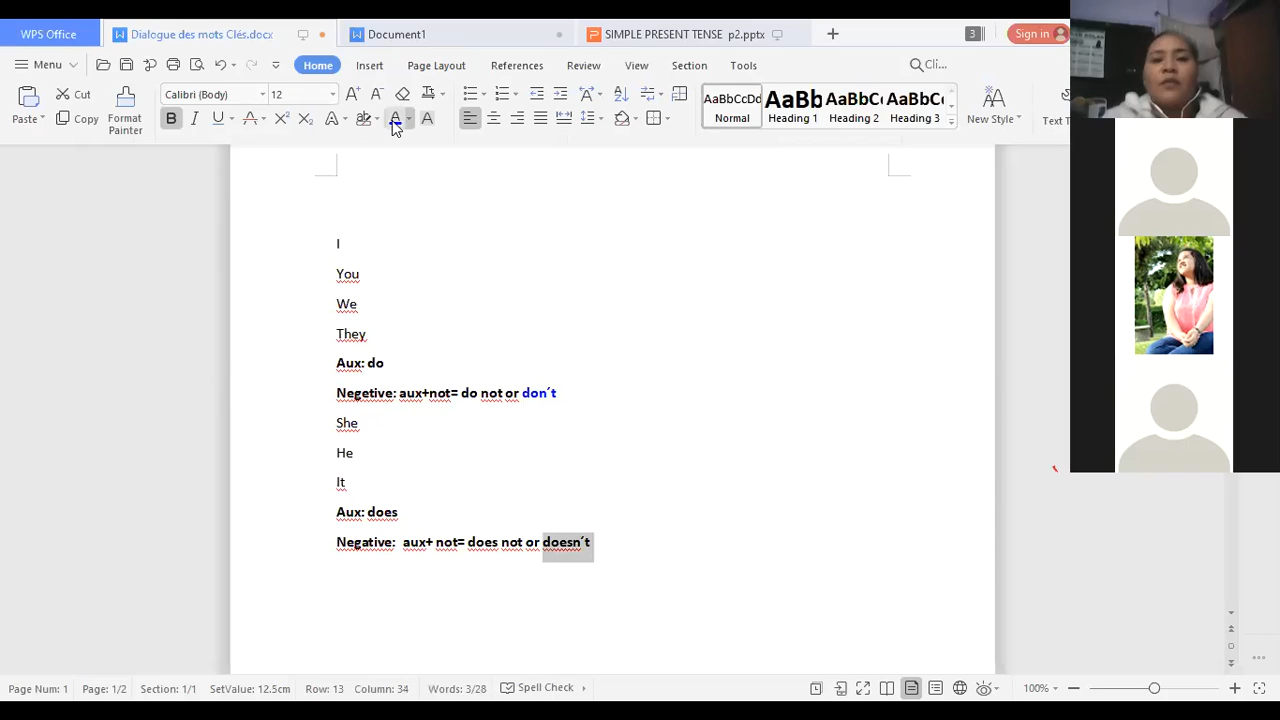 WPS Office
Dialogue des mots Clés.docx
Document1
SIMPLE PRESENT TENSE p2.pptx
3
Sign in
Menu
Home
Insert
Page Layout
References
Review
View
Section
Tools
Cli...
Paste
Cut
Copy
Format
Painter
Calibri (Body)
12
AaBbCcDd
Normal
AaBb
Heading 1
AaBbC
Heading 2
AaBbC
Heading 3
New Style
Text T
I
You
We
They
Aux: do
Negetive: aux+not= do not or don´t
She
He
It
Aux: does
Negative:  aux+ not= does not or doesn´t
Page Num: 1
Page: 1/2
Section: 1/1
SetValue: 12.5cm
Row: 13
Column: 34
Words: 3/28
Spell Check
100%